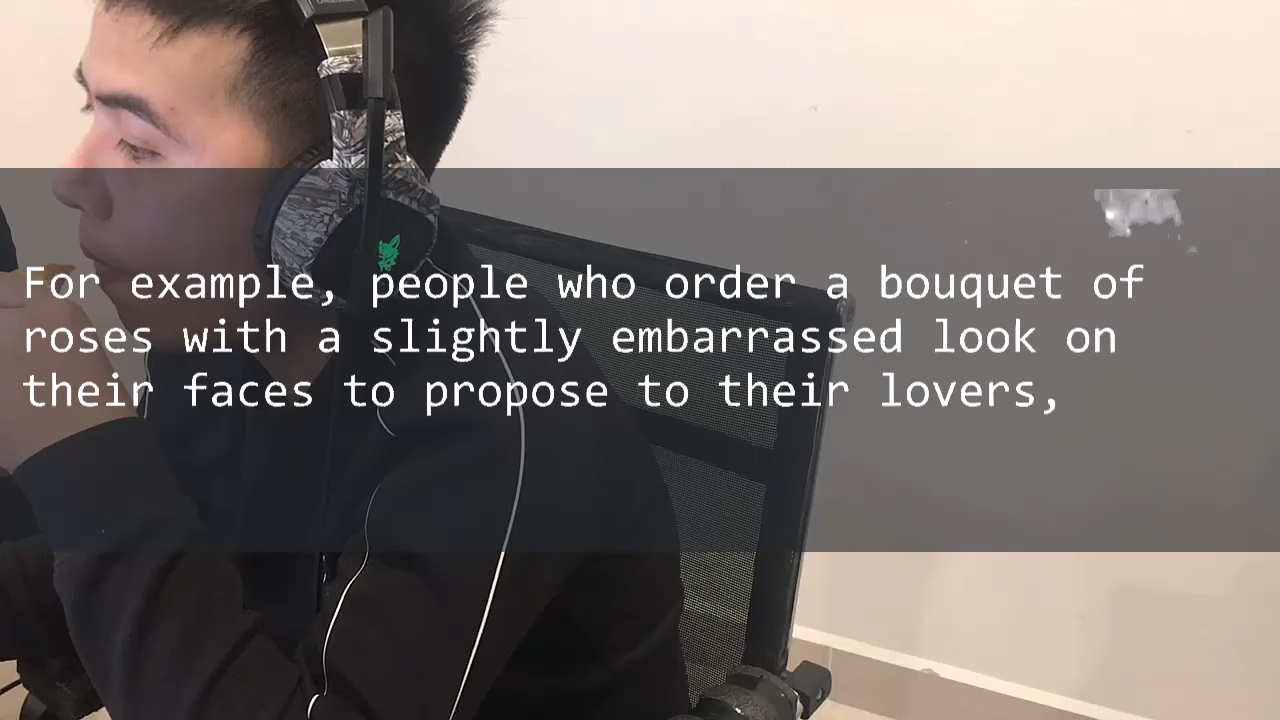 For example, people who order a bouquet of
roses with a slightly embarrassed look on
their faces to propose to their lovers,